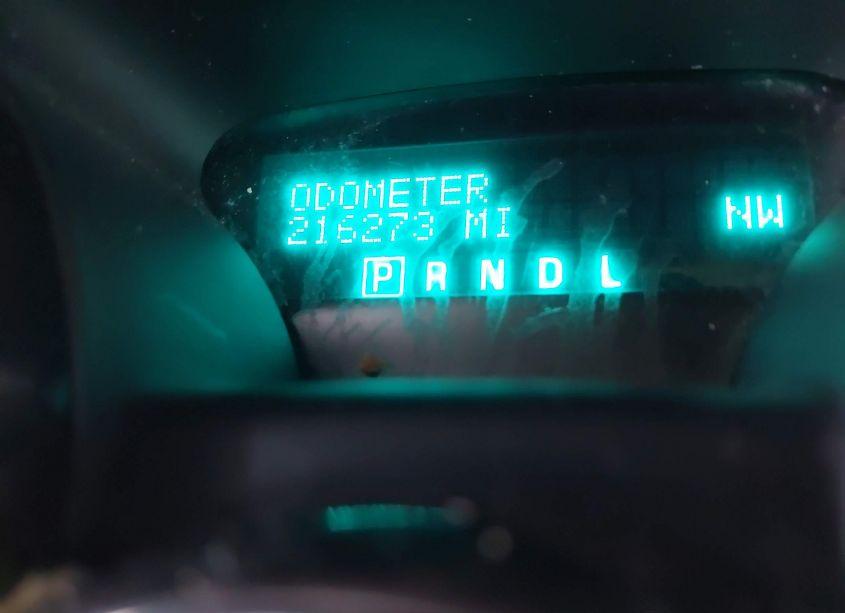 ODOMETER
216273 MI
NW
P R N D L